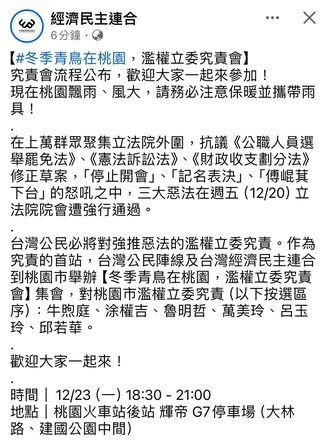 經濟民主連合
6分鐘
【#冬季青鳥在桃園，濫權立委究責會】
究責會流程公布，歡迎大家一起來參加！
現在桃園飄雨、風大，請務必注意保暖並攜帶雨
具！
.
在上萬群眾聚集立法院外圍，抗議《公職人員選
舉罷免法》、《憲法訴訟法》、《財政收支劃分法》
修正草案，「停止開會」、「記名表決」、「傅崐萁
下台」的怒吼之中，三大惡法在週五（12/20）立
法院院會遭強行通過。
.
台灣公民必將對強推惡法的濫權立委究責。作為
究責的首站，台灣公民陣線及台灣經濟民主連合
到桃園市舉辦【冬季青鳥在桃園，濫權立委究責
會】集會，對桃園市濫權立委究責（以下按選區
序）：牛煦庭、涂權吉、魯明哲、萬美玲、呂玉
玲、邱若華。
.
歡迎大家一起來！
.
時間｜ 12/23 (一) 18:30 - 21:00
地點｜桃園火車站後站 輝帝 G7停車場（大林
路、建國公園中間）